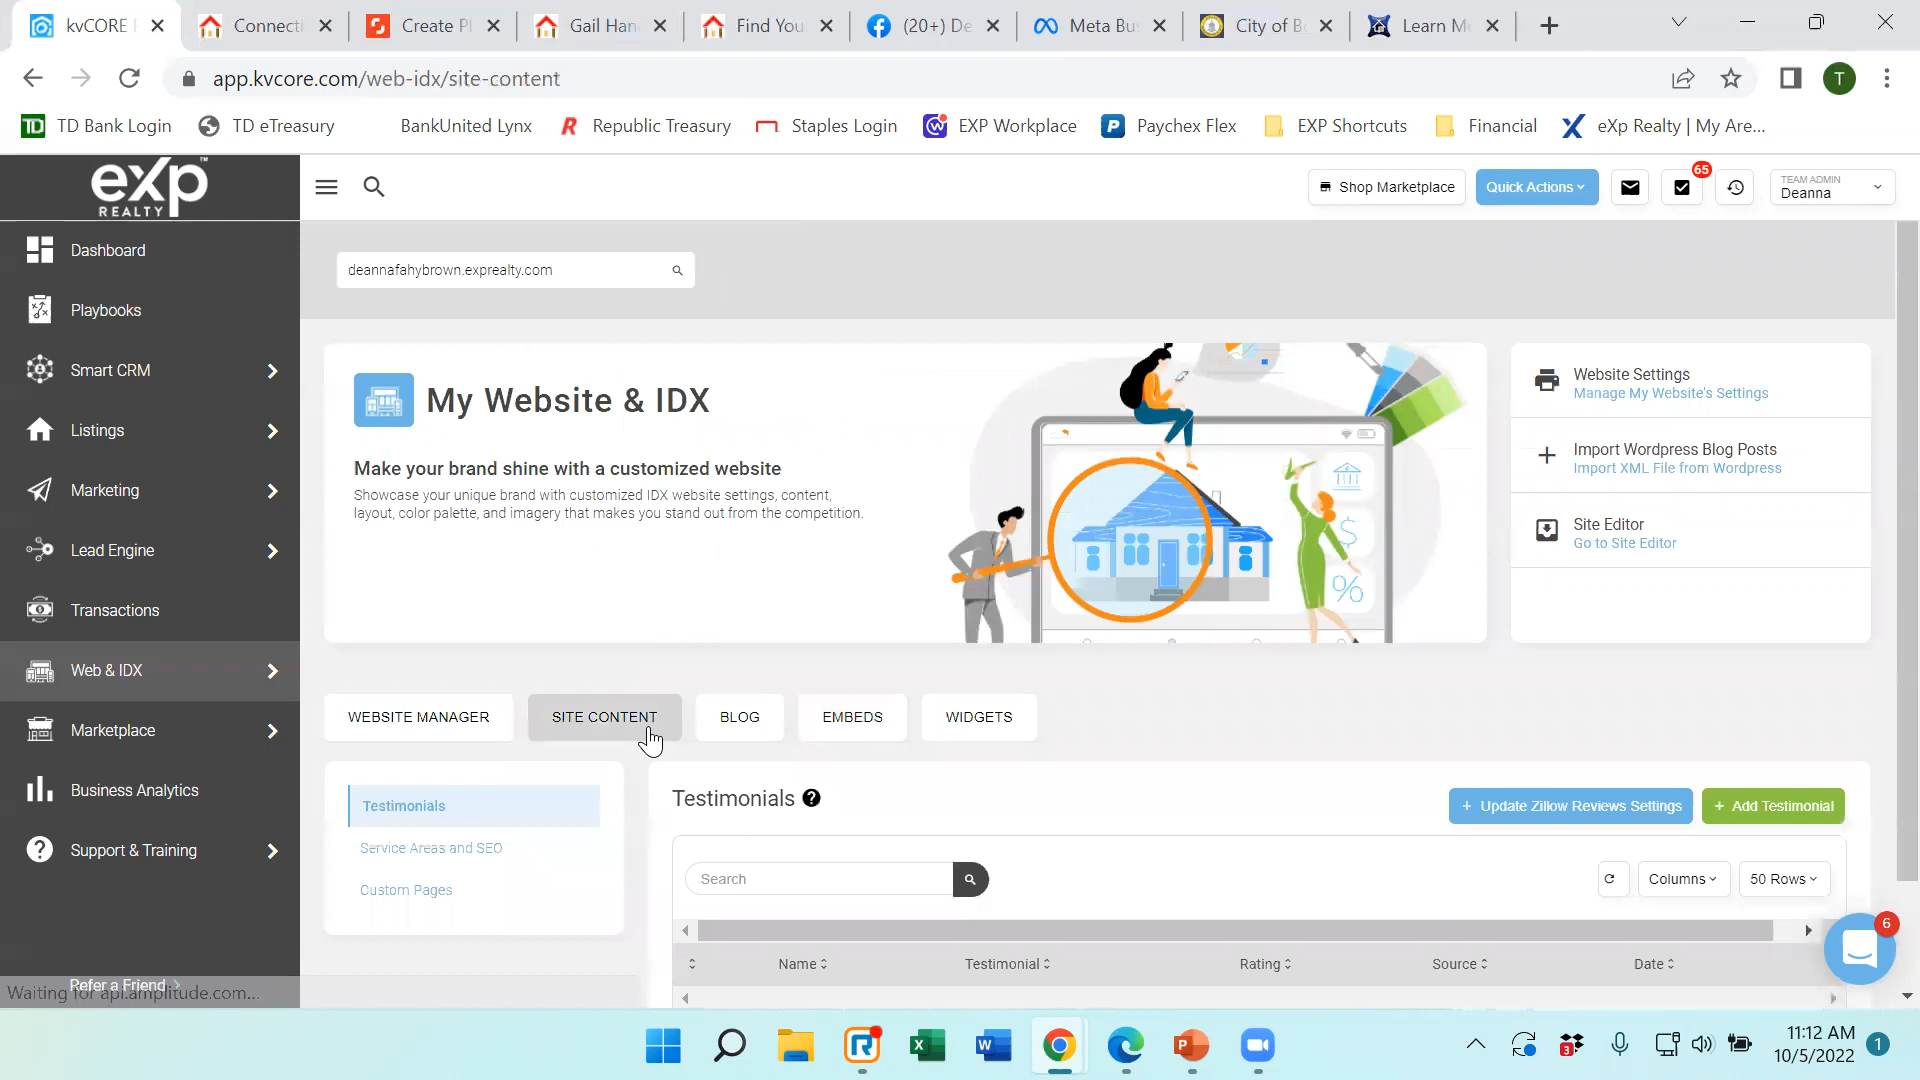 kvCORE
Connecti
Create Pl
Gail Han
Find You
(20+) De
Meta Bu
City of B
Learn M
app.kvcore.com/web-idx/site-content
T
TD Bank Login
TD eTreasury
BankUnited Lynx
Republic Treasury
Staples Login
EXP Workplace
Paychex Flex
EXP Shortcuts
Financial
eXp Realty | My Are...
eXp™
REALTY
Shop Marketplace
Quick Actions
65
TEAM ADMIN
Deanna
Dashboard
Playbooks
Smart CRM
Listings
Marketing
Lead Engine
Transactions
Web & IDX
Marketplace
Business Analytics
Support & Training
Refer a Friend
Waiting for api.amplitude.com...
deannafahybrown.exprealty.com
My Website & IDX
Make your brand shine with a customized website
Showcase your unique brand with customized IDX website settings, content,
layout, color palette, and imagery that makes you stand out from the competition.
$
%
Website Settings
Manage My Website's Settings
Import Wordpress Blog Posts
Import XML File from Wordpress
Site Editor
Go to Site Editor
WEBSITE MANAGER
SITE CONTENT
BLOG
EMBEDS
WIDGETS
Testimonials
Service Areas and SEO
Custom Pages
Testimonials ?
+ Update Zillow Reviews Settings
+ Add Testimonial
Search
Columns
50 Rows
Name
Testimonial
Rating
Source
Date
6
3
11:12 AM
10/5/2022
1